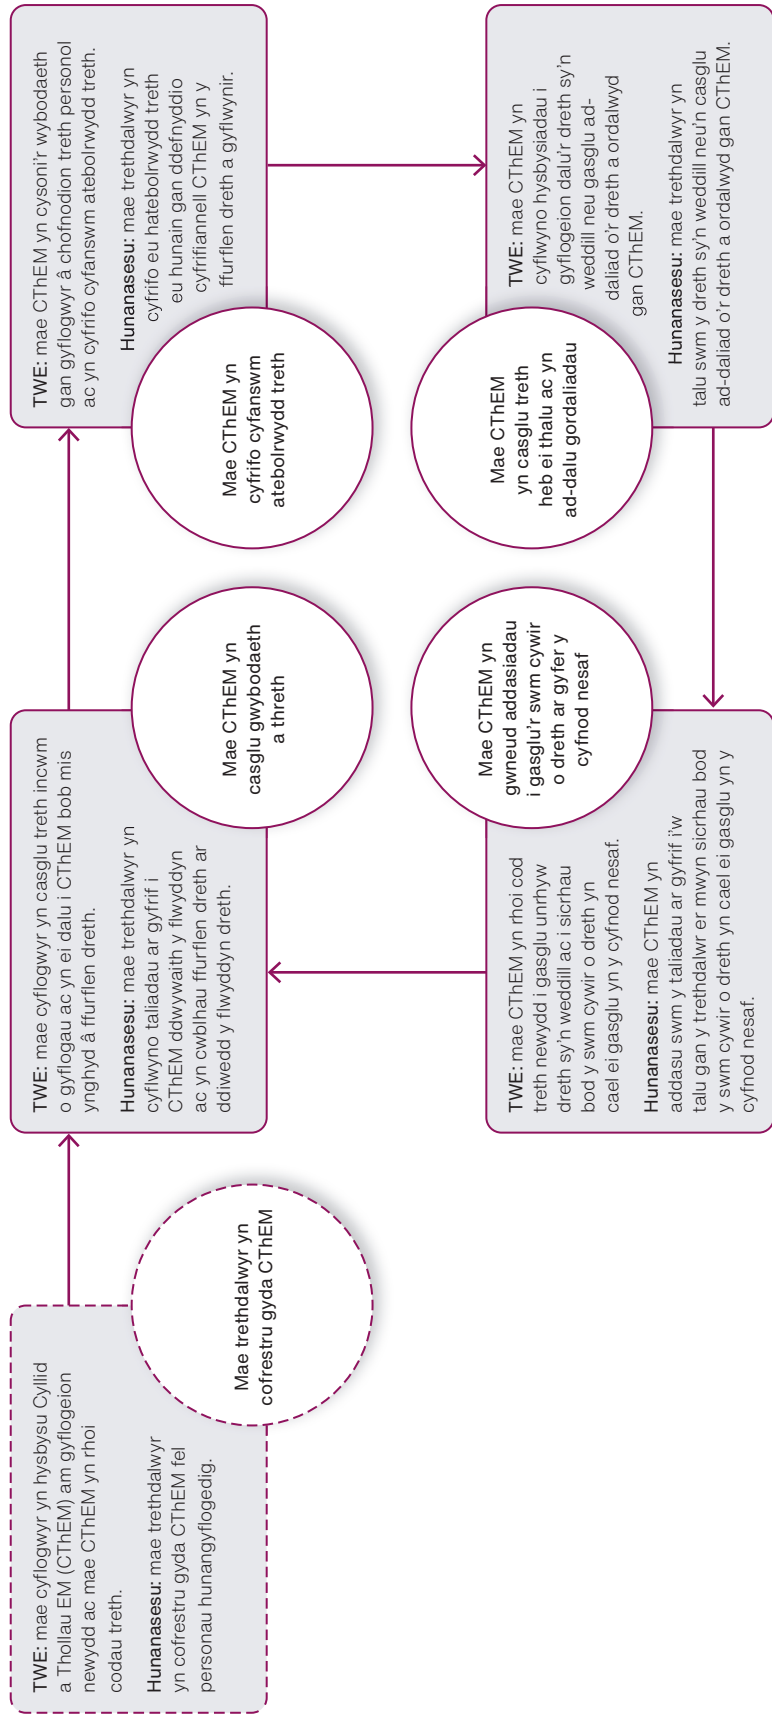 TWE: mae cyflogwyr yn hysbysu Cyllid
a Thollau EM (CThEM) am gyflogeion
newydd ac mae CThEM yn rhoi
codau treth.
Hunanasesu: mae trethdalwyr
yn cofrestru gyda CThEM fel
personau hunangyflogedig.
Mae trethdalwyr yn
cofrestru gyda CThEM
TWE: mae cyflogwyr yn casglu treth incwm
o gyflogau ac yn ei dalu i CThEM bob mis
ynghyd â ffurflen dreth.
Hunanasesu: mae trethdalwyr yn
cyflwyno taliadau ar gyfrif i
CThEM ddwywaith y flwyddyn
ac yn cwblhau ffurflen dreth ar
ddiwedd y flwyddyn dreth.
Mae CThEM yn
casglu gwybodaeth
a threth
TWE: mae CThEM yn cysoni'r wybodaeth
gan gyflogwyr â chofnodion treth personol
ac yn cyfrifo cyfanswm atebolrwydd treth.
Hunanasesu: mae trethdalwyr yn
cyfrifo eu hatebolrwydd treth
eu hunain gan ddefnyddio
cyfrifiannell CThEM yn y
ffurflen dreth a gyflwynir.
Mae CThEM yn
cyfrifo cyfanswm
atebolrwydd treth
TWE: mae CThEM yn
cyflwyno hysbysiadau i
gyflogeion dalu'r dreth sy'n
weddill neu gasglu ad-
daliad o'r dreth a ordalwyd
gan CThEM.
Hunanasesu: mae trethdalwyr yn
talu swm y dreth sy'n weddill neu'n casglu
ad-daliad o'r dreth a ordalwyd gan CThEM.
Mae CThEM
yn casglu treth
heb ei thalu ac yn
ad-dalu gordaliadau
TWE: mae CThEM yn rhoi cod
treth newydd i gasglu unrhyw
dreth sy'n weddill ac i sicrhau
bod y swm cywir o dreth yn
cael ei gasglu yn y cyfnod nesaf.
Hunanasesu: mae CThEM yn
addasu swm y taliadau ar gyfrif i'w
talu gan y trethdalwr er mwyn sicrhau bod
y swm cywir o dreth yn cael ei gasglu yn y
cyfnod nesaf.
Mae CThEM yn
gwneud addasiadau
i gasglu'r swm cywir
o dreth ar gyfer y
cyfnod nesaf